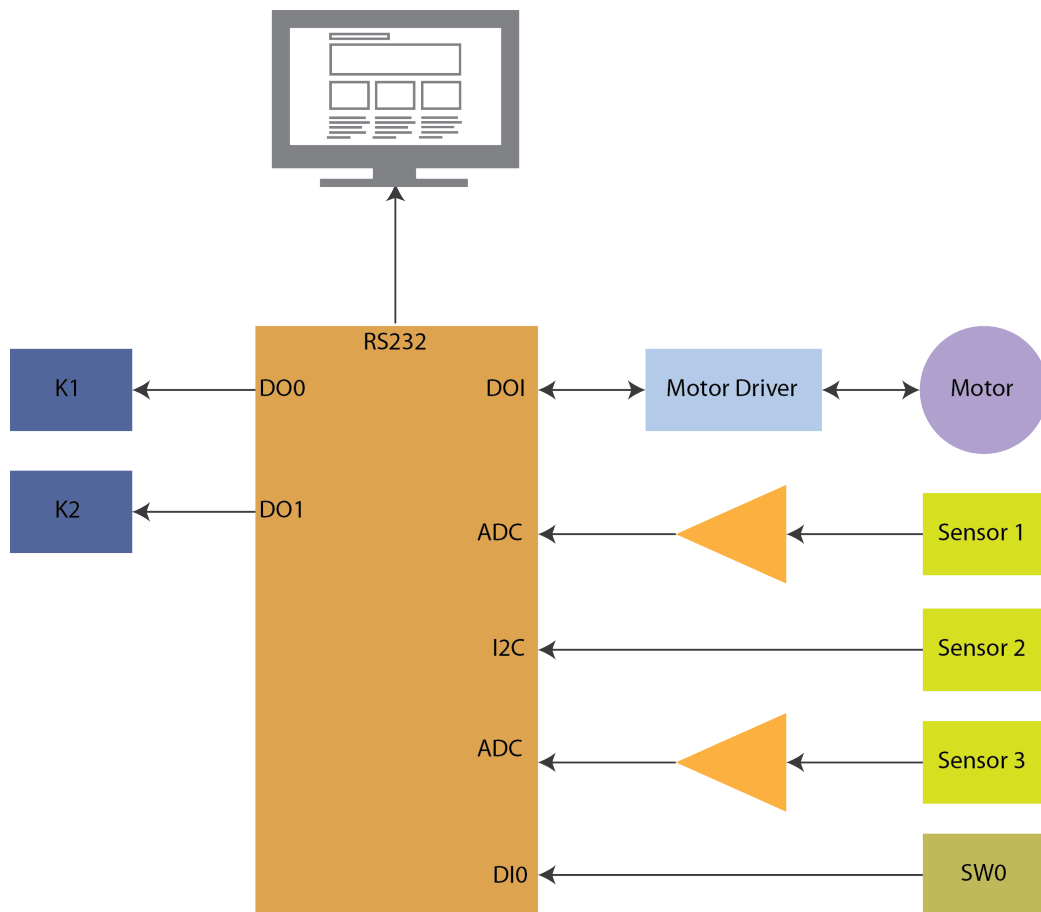 RS232
K1
DO0
DOI
Motor Driver
Motor
K2
DO1
ADC
Sensor 1
I2C
Sensor 2
ADC
Sensor 3
DI0
SW0